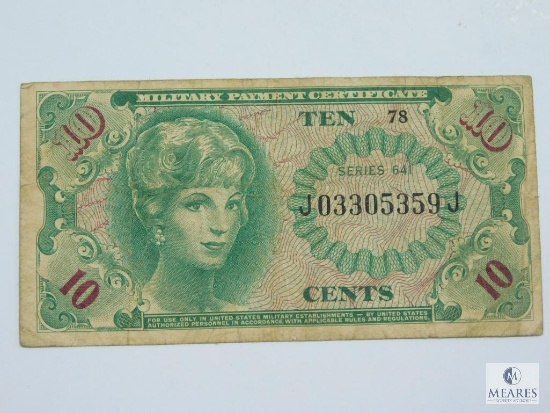 MILITARY PAYMENT CERTIFICATE
10
TEN 78
10
SERIES 641
J03305359J
10
CENTS
10
FOR USE ONLY IN UNITED STATES MILITARY ESTABLISHMENTS — BY UNITED STATES
AUTHORIZED PERSONNEL IN ACCORDANCE WITH APPLICABLE RULES AND REGULATIONS.
M
MEARES